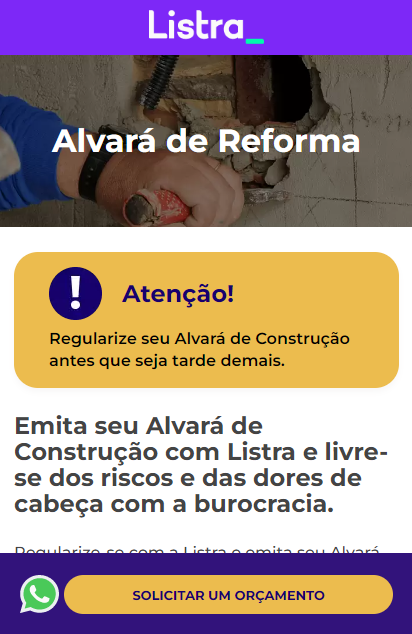 Listra_
Alvará de Reforma
!
Atenção!
Regularize seu Alvará de Construção
antes que seja tarde demais.
Emita seu Alvará de
Construção com Listra e livre-
se dos riscos e das dores de
cabeça com a burocracia.
Regularize-se com a Listra e emita seu Alvará
SOLICITAR UM ORÇAMENTO